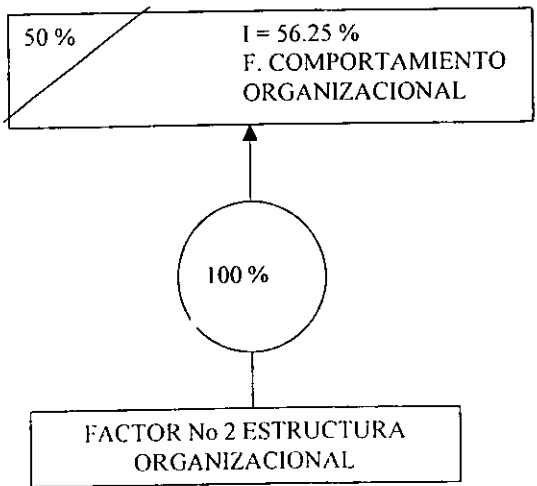 50 %
I = 56.25 %
F. COMPORTAMIENTO
ORGANIZACIONAL
100 %
FACTOR No 2 ESTRUCTURA
ORGANIZACIONAL